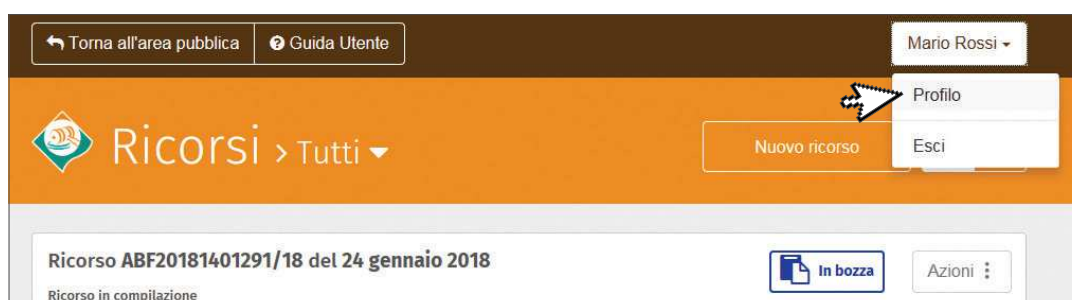 Torna all'area pubblica Guida Utente Mario Rossi
Profilo
Ricorsi > Tutti Nuovo ricorso Esci
Ricorso ABF20181401291/18 del 24 gennaio 2018 In bozza Azioni
Ricorso in compilazione